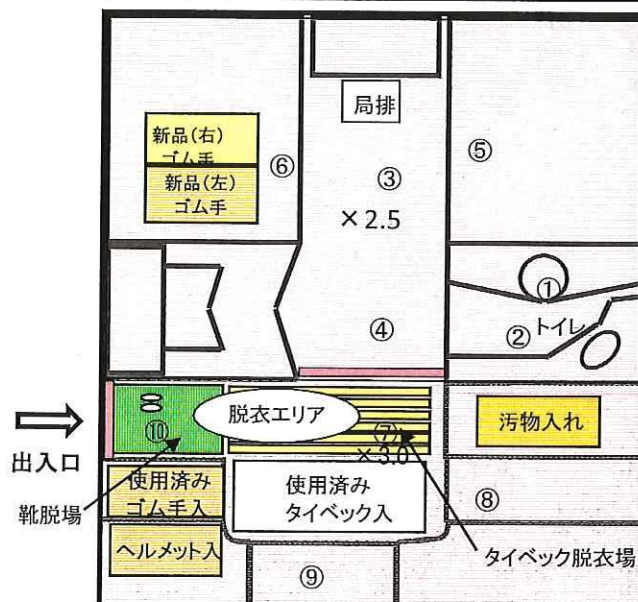 局排
新品(右)
ゴム手
新品(左)
ゴム手
⑥
③
⑤
×2.5
①
④
②
トイレ
出入口
⑩
脱衣エリア
(7)
×3.0
汚物入れ
靴脱場
使用済み
ゴム手入
使用済み
タイベック入
⑧
ヘルメット入
⑨
タイベック脱衣場